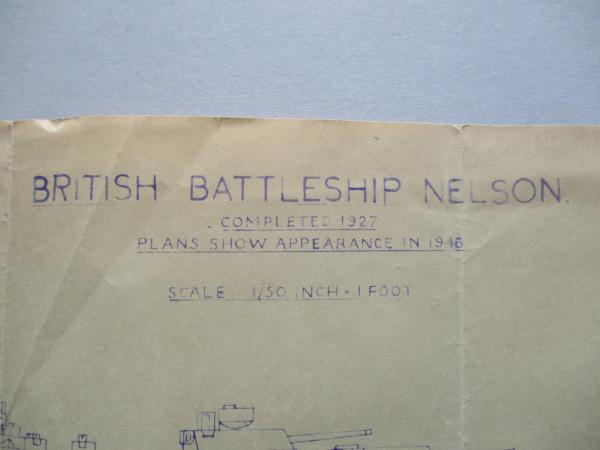 BRITISH BATTLESHIP NELSON.
COMPLETED 1927
PLANS SHOW APPEARANCE IN 1946
SCALE - 1/50 INCH = 1 FOOT